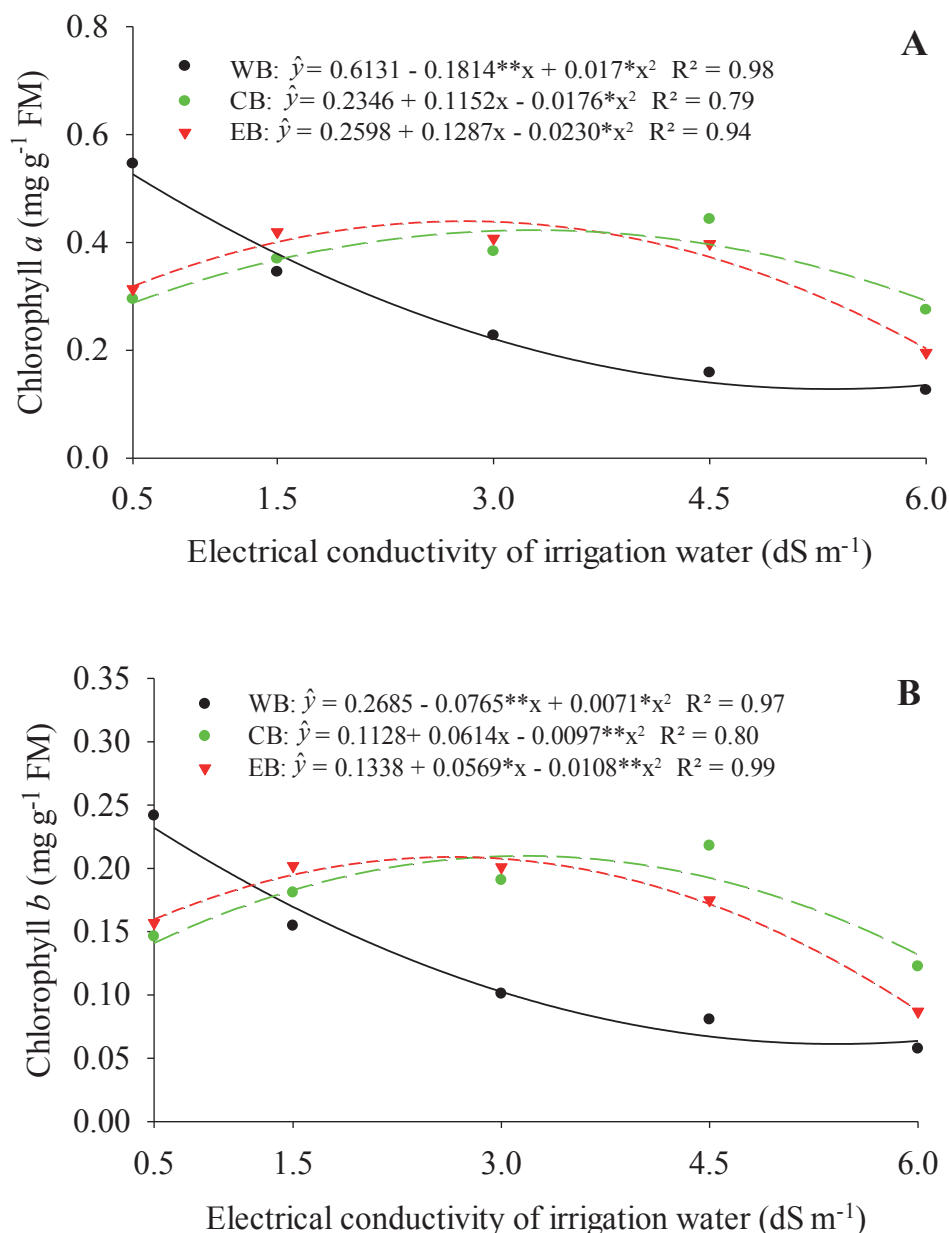 0.8
A
WB: ŷ = 0.6131 - 0.1814**x + 0.017*x² R² = 0.98
CB: ŷ = 0.2346 + 0.1152x - 0.0176*x² R² = 0.79
EB: ŷ = 0.2598 + 0.1287x - 0.0230*x² R² = 0.94
0.6
0.4
0.2
0.0
Chlorophyll a (mg g⁻¹ FM)
0.5 1.5 3.0 4.5 6.0
Electrical conductivity of irrigation water (dS m⁻¹)
0.35
B
WB: ŷ = 0.2685 - 0.0765**x + 0.0071*x² R² = 0.97
CB: ŷ = 0.1128+ 0.0614x - 0.0097**x² R² = 0.80
EB: ŷ = 0.1338 + 0.0569*x - 0.0108**x² R² = 0.99
0.30
0.25
0.20
0.15
0.10
0.05
0.00
Chlorophyll b (mg g⁻¹ FM)
0.5 1.5 3.0 4.5 6.0
Electrical conductivity of irrigation water (dS m⁻¹)